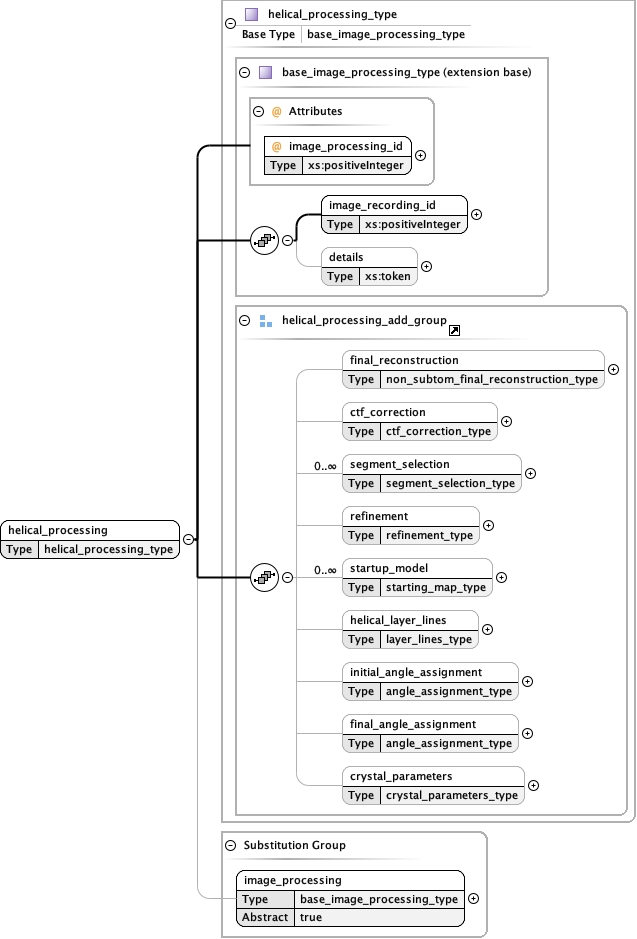 helical_processing_type
Base Type base_image_processing_type
base_image_processing_type (extension base)
@ Attributes
@ image_processing_id
Type xs:positiveInteger
image_recording_id
Type xs:positiveInteger
details
Type xs:token
helical_processing_add_group
final_reconstruction
Type non_subtom_final_reconstruction_type
ctf_correction
Type ctf_correction_type
0..∞ segment_selection
Type segment_selection_type
refinement
Type refinement_type
helical_processing
Type helical_processing_type
0..∞ startup_model
Type starting_map_type
helical_layer_lines
Type layer_lines_type
initial_angle_assignment
Type angle_assignment_type
final_angle_assignment
Type angle_assignment_type
crystal_parameters
Type crystal_parameters_type
Substitution Group
image_processing
Type base_image_processing_type
Abstract true